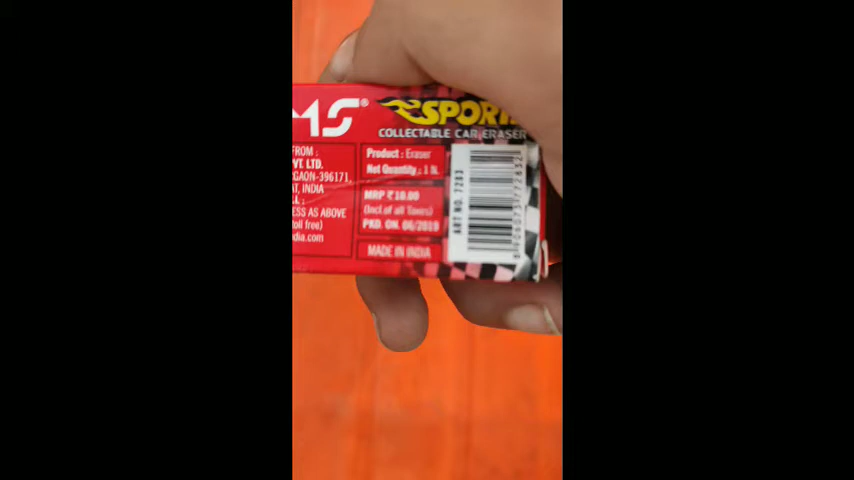 MS®
SPORT
COLLECTABLE CAR ERASER
FROM :
PVT. LTD.
GAON-396171,
T, INDIA
L :
ESS AS ABOVE
oll free)
dia.com
Product : Eraser
Net Quantity : 1 N.
MRP ₹ 10.00
(Incl of all Taxes)
PKD. ON. 06/2019
MADE IN INDIA
ART NO. 7283